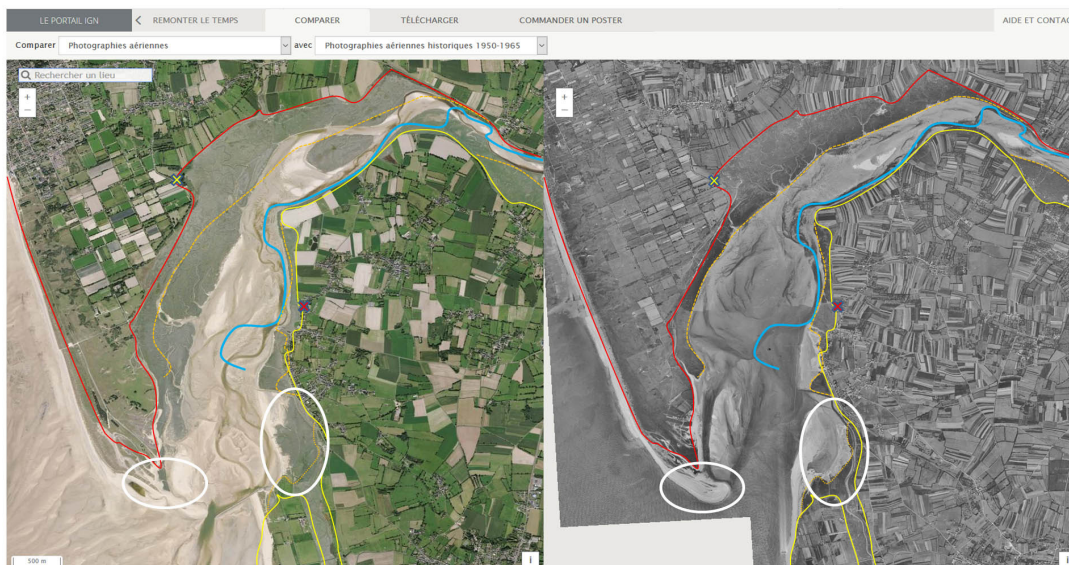 LE PORTAIL IGN
REMONTER LE TEMPS
COMPARER
TÉLÉCHARGER
COMMANDER UN POSTER
AIDE ET CONTAC
Comparer Photographies aériennes avec Photographies aériennes historiques 1950-1965
Rechercher un lieu
+ +
– –
500 m i i